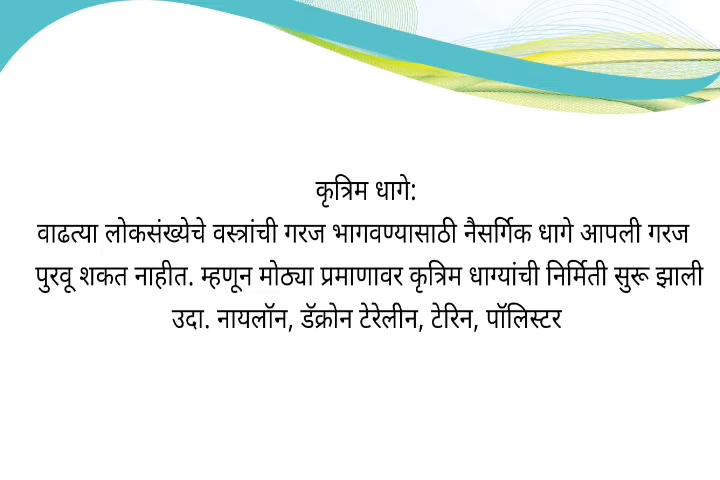 कृत्रिम धागे:
वाढत्या लोकसंख्येचे वस्त्रांची गरज भागवण्यासाठी नैसर्गिक धागे आपली गरज
पुरवू शकत नाहीत. म्हणून मोठ्या प्रमाणावर कृत्रिम धाग्यांची निर्मिती सुरू झाली
उदा. नायलॉन, डॅक्रोन टेरेलीन, टेरिन, पॉलिस्टर